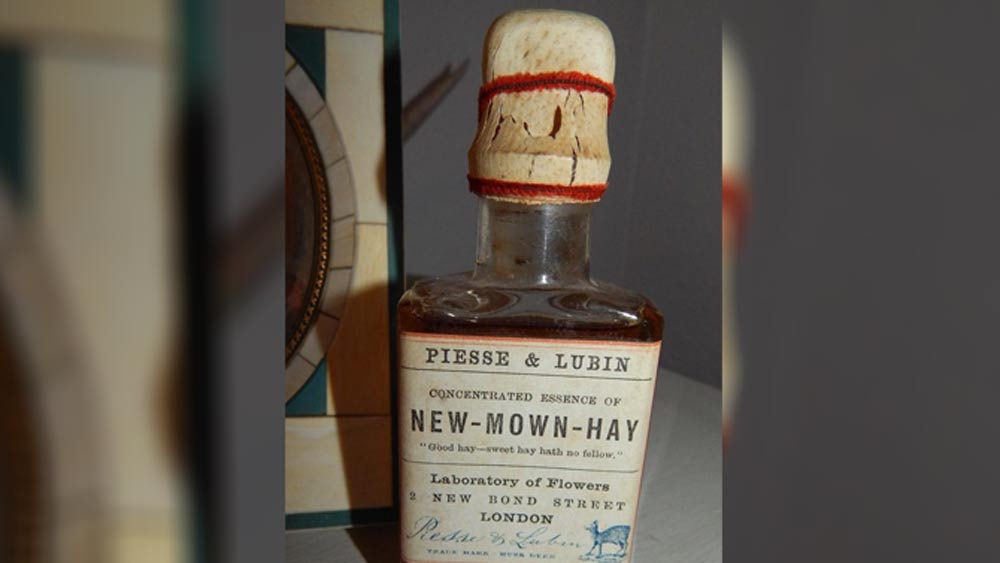 PIESSE & LUBIN
CONCENTRATED ESSENCE OF
NEW-MOWN-HAY
"Good hay—sweet hay hath no fellow."
Laboratory of Flowers
2 NEW BOND STREET
LONDON
Piesse & Lubin
TRADE MARK MUSK DEER